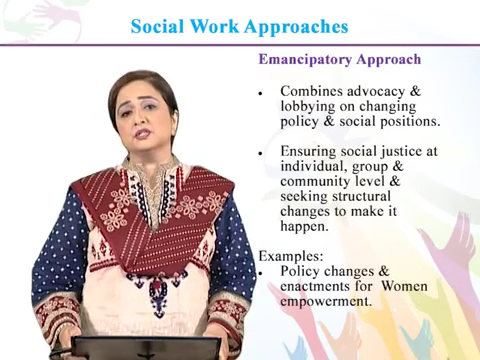 Social Work Approaches
Emancipatory Approach
• Combines advocacy &
lobbying on changing
policy & social positions.
• Ensuring social justice at
individual, group &
community level &
seeking structural
changes to make it
happen.
Examples:
• Policy changes &
enactments for Women
empowerment.